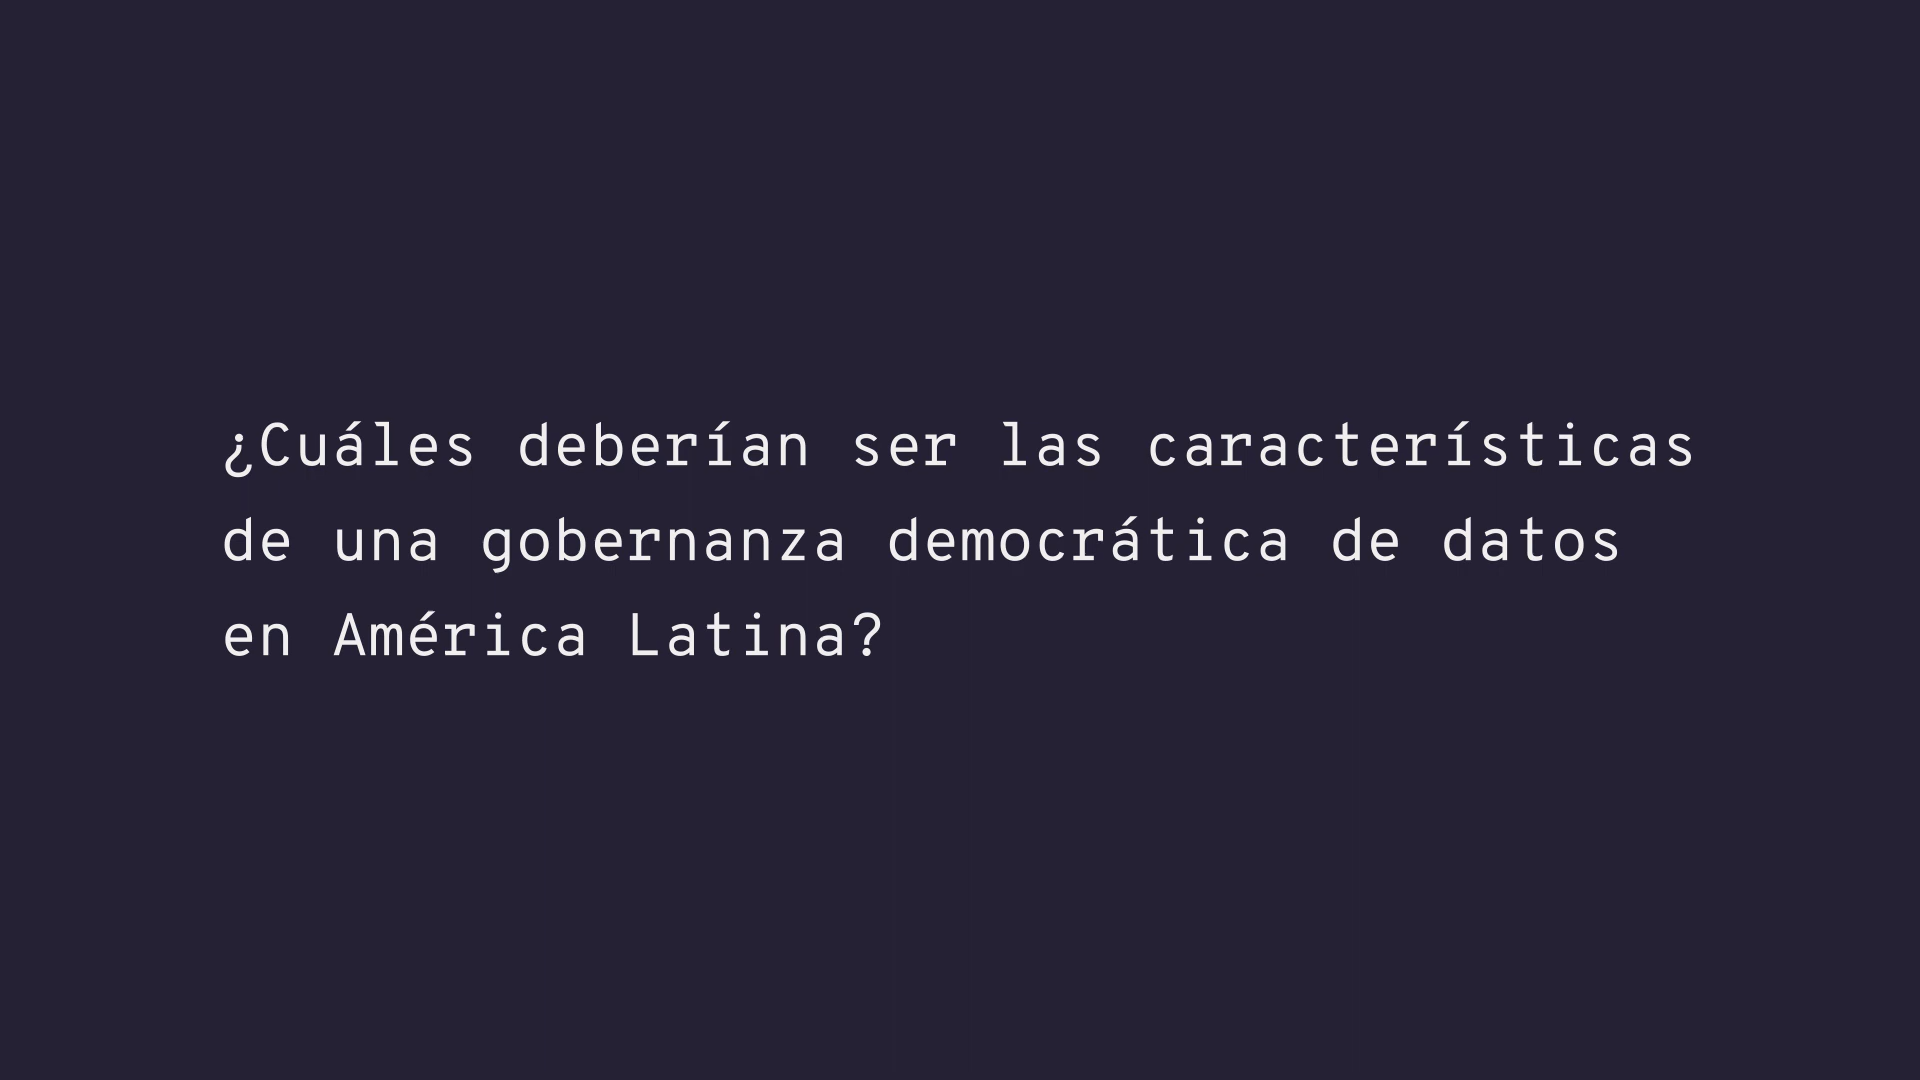 ¿Cuáles deberían ser las características
de una gobernanza democrática de datos
en América Latina?